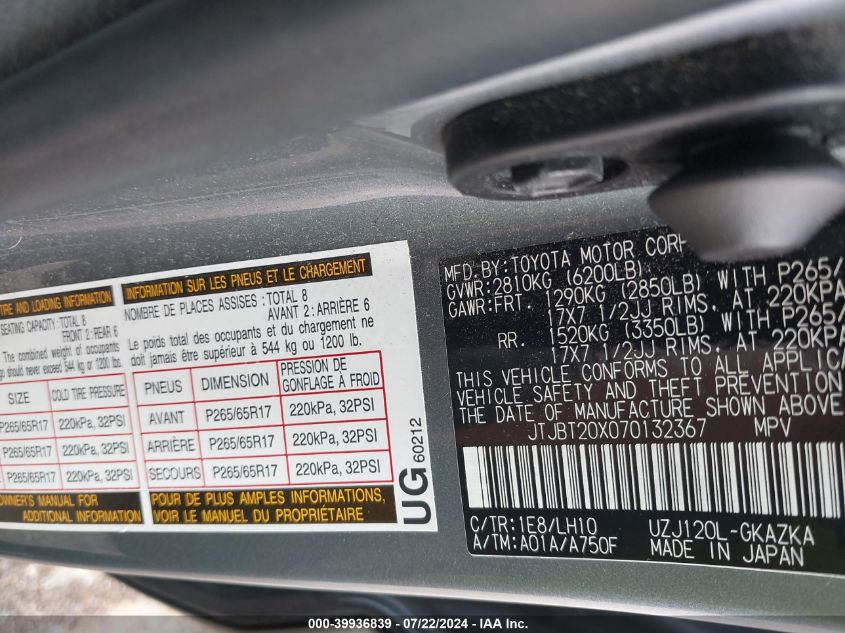 TIRE AND LOADING INFORMATION
SEATING CAPACITY: TOTAL 8
FRONT 2: REAR 6
The combined weight of occupants
should never exceed 544 kg or 1200 lbs.
SIZE COLD TIRE PRESSURE
P265/65R17 220kPa, 32PSI
P265/65R17 220kPa, 32PSI
P265/65R17 220kPa, 32PSI
OWNER'S MANUAL FOR
ADDITIONAL INFORMATION
INFORMATION SUR LES PNEUS ET LE CHARGEMENT
NOMBRE DE PLACES ASSISES : TOTAL 8
AVANT 2 : ARRIÈRE 6
Le poids total des occupants et du chargement ne
doit jamais être supérieur à 544 kg ou 1200 lb.
PNEUS DIMENSION PRESSION DE GONFLAGE À FROID
AVANT P265/65R17 220kPa, 32PSI
ARRIÈRE P265/65R17 220kPa, 32PSI
SECOURS P265/65R17 220kPa, 32PSI
POUR DE PLUS AMPLES INFORMATIONS,
VOIR LE MANUEL DU PROPRIÉTAIRE
UG 60212
MFD. BY: TOYOTA MOTOR CORP
GVWR: 2810KG (6200LB)
GAWR: FRT. 1290KG (2850LB) WITH P265/
17X7 1/2JJ RIMS, AT 220KPA
RR. 1520KG (3350LB) WITH P265/
17X7 1/2JJ RIMS, AT 220KPA
THIS VEHICLE CONFORMS TO ALL APPLICA
VEHICLE SAFETY AND THEFT PREVENTION
THE DATE OF MANUFACTURE SHOWN ABOVE
JTJBT20X070132367 MPV
C/TR: 1E8/LH10 UZJ120L-GKAZKA
A/TM: A01A/A750F MADE IN JAPAN
000-39936839 - 07/22/2024 - IAA Inc.